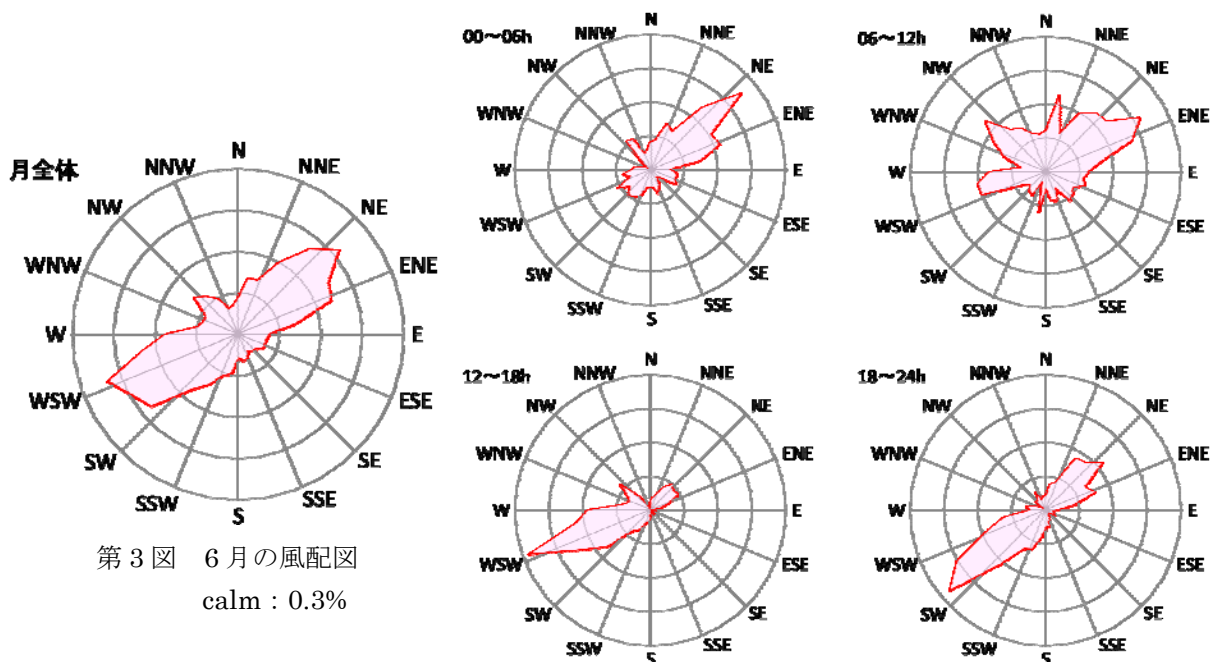 月全体
N
NNW
NNE
NW
NE
WNW
ENE
W
E
WSW
ESE
SW
SE
SSW
SSE
S
第3図 6月の風配図
calm：0.3%
00〜06h
N
NNW
NNE
NW
NE
WNW
ENE
W
E
WSW
ESE
SW
SE
SSW
SSE
S
06〜12h
N
NNW
NNE
NW
NE
WNW
ENE
W
E
WSW
ESE
SW
SE
SSW
SSE
S
12〜18h
N
NNW
NNE
NW
NE
WNW
ENE
W
E
WSW
ESE
SW
SE
SSW
SSE
S
18〜24h
N
NNW
NNE
NW
NE
WNW
ENE
W
E
WSW
ESE
SW
SE
SSW
SSE
S